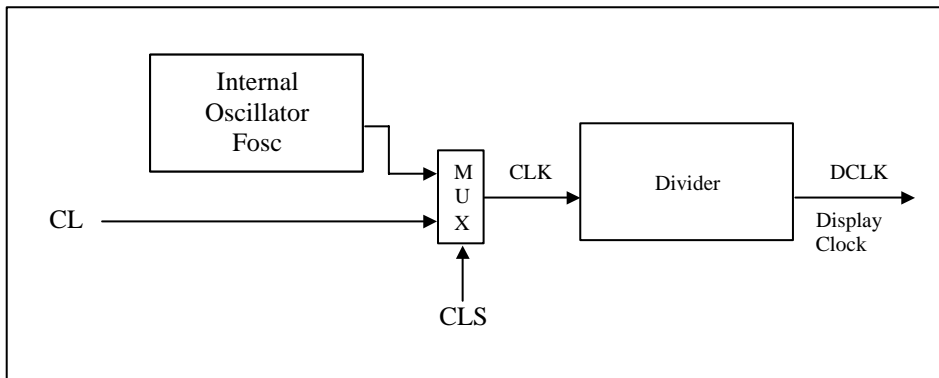 Internal
Oscillator
Fosc
M
U
X
CL
CLS
CLK
Divider
DCLK
Display
Clock